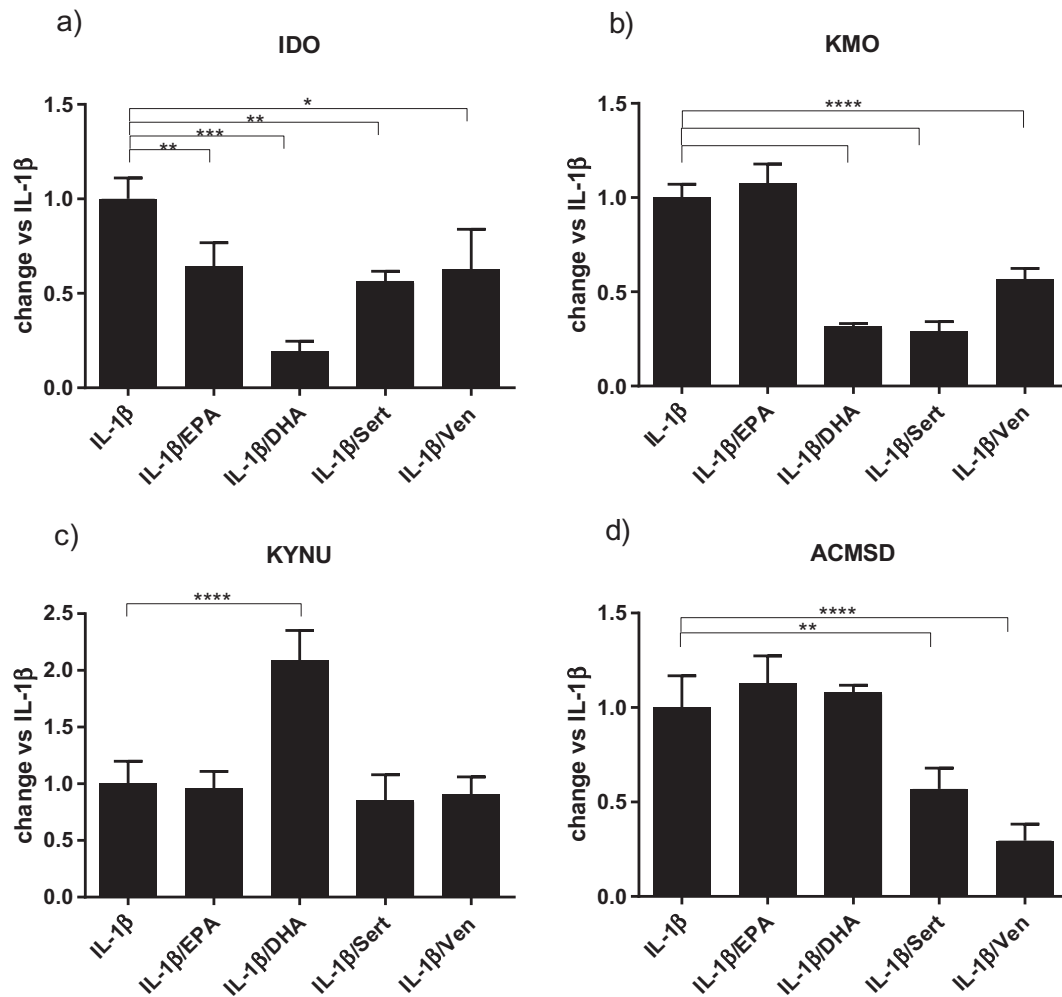 a)
IDO
change vs IL-1β
1.5
1.0
0.5
0.0
*
**
***
**
IL-1β
IL-1β/EPA
IL-1β/DHA
IL-1β/Sert
IL-1β/Ven
b)
KMO
change vs IL-1β
1.5
1.0
0.5
0.0
****
IL-1β
IL-1β/EPA
IL-1β/DHA
IL-1β/Sert
IL-1β/Ven
c)
KYNU
change vs IL-1β
2.5
2.0
1.5
1.0
0.5
0.0
****
IL-1β
IL-1β/EPA
IL-1β/DHA
IL-1β/Sert
IL-1β/Ven
d)
ACMSD
change vs IL-1β
1.5
1.0
0.5
0.0
****
**
IL-1β
IL-1β/EPA
IL-1β/DHA
IL-1β/Sert
IL-1β/Ven